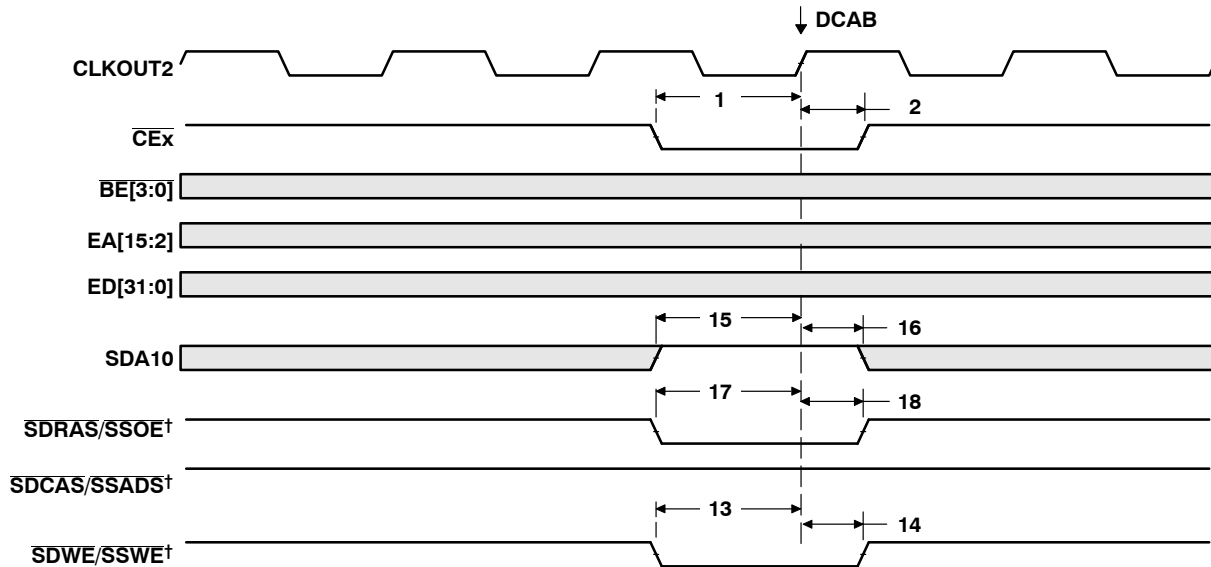 DCAB
CLKOUT2
1
2
CEx
BE[3:0]
EA[15:2]
ED[31:0]
15
16
SDA10
17
18
SDRAS/SSOE†
SDCAS/SSADS†
13
14
SDWE/SSWE†